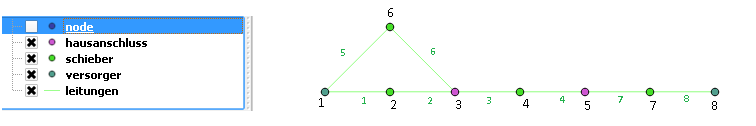 node
hausanschluss
schieber
versorger
leitungen
6
5 6
1 2 3 4 5 7 8
1 2 3 4 7 8